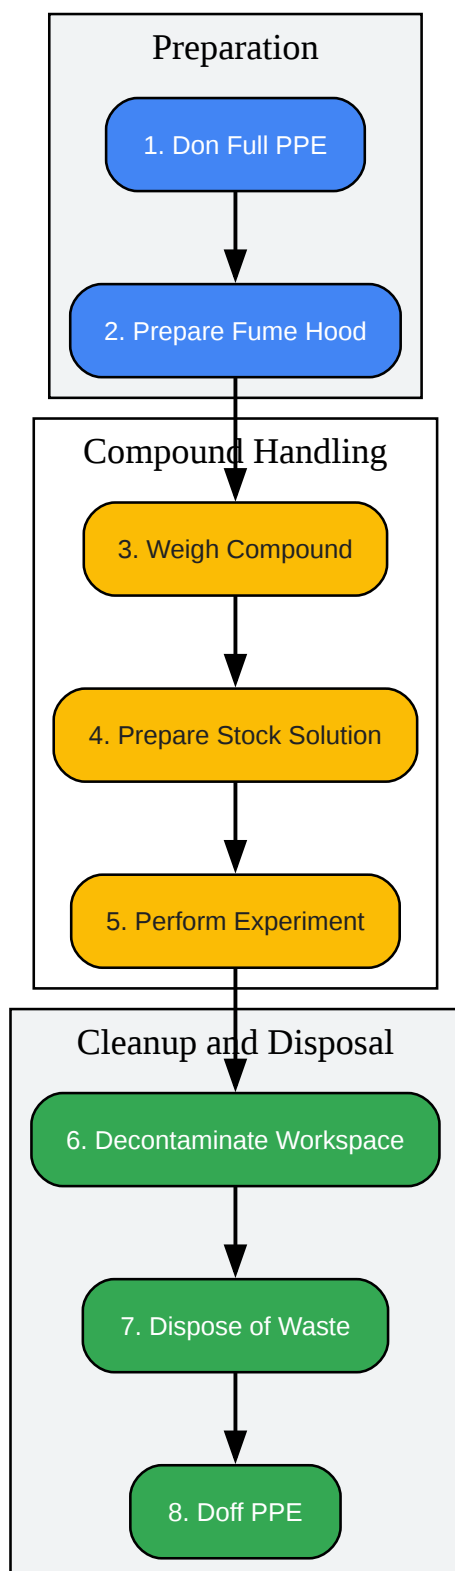 Preparation
1. Don Full PPE
2. Prepare Fume Hood
Compound Handling
3. Weigh Compound
4. Prepare Stock Solution
5. Perform Experiment
Cleanup and Disposal
6. Decontaminate Workspace
7. Dispose of Waste
8. Doff PPE